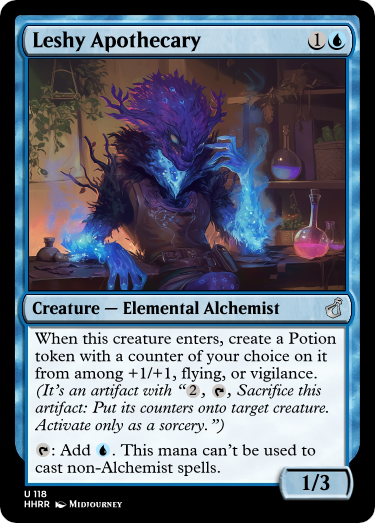 Leshy Apothecary 1
Creature — Elemental Alchemist
When this creature enters, create a Potion
token with a counter of your choice on it
from among +1/+1, flying, or vigilance.
(It's an artifact with “2, , Sacrifice this
artifact: Put its counters onto target creature.
Activate only as a sorcery.”)
: Add . This mana can't be used to
cast non-Alchemist spells.
1/3
U 118
HHRR Midjourney